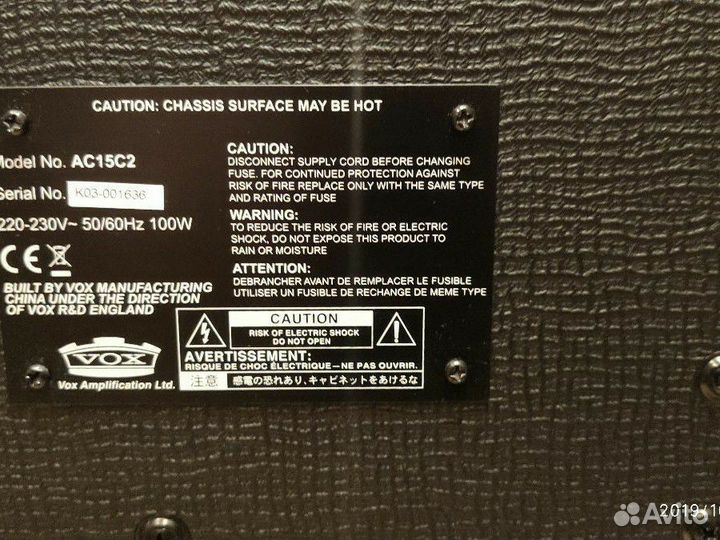 CAUTION: CHASSIS SURFACE MAY BE HOT
Model No. AC15C2
Serial No. K03-001636
220-230V~ 50/60Hz 100W
CE
BUILT BY VOX MANUFACTURING
CHINA UNDER THE DIRECTION
OF VOX R&D ENGLAND
VOX
Vox Amplification Ltd.
CAUTION:
DISCONNECT SUPPLY CORD BEFORE CHANGING
FUSE. FOR CONTINUED PROTECTION AGAINST
RISK OF FIRE REPLACE ONLY WITH THE SAME TYPE
AND RATING OF FUSE
WARNING:
TO REDUCE THE RISK OF FIRE OR ELECTRIC
SHOCK, DO NOT EXPOSE THIS PRODUCT TO
RAIN OR MOISTURE
ATTENTION:
DEBRANCHER AVANT DE REMPLACER LE FUSIBLE
UTILISER UN FUSIBLE DE RECHANGE DE MEME TYPE
CAUTION
RISK OF ELECTRIC SHOCK
DO NOT OPEN
AVERTISSEMENT:
RISQUE DE CHOC ÉLECTRIQUE—NE PAS OUVRIR.
注意 感電の恐れあり、キャビネットをあけるな
2019/10
Avito